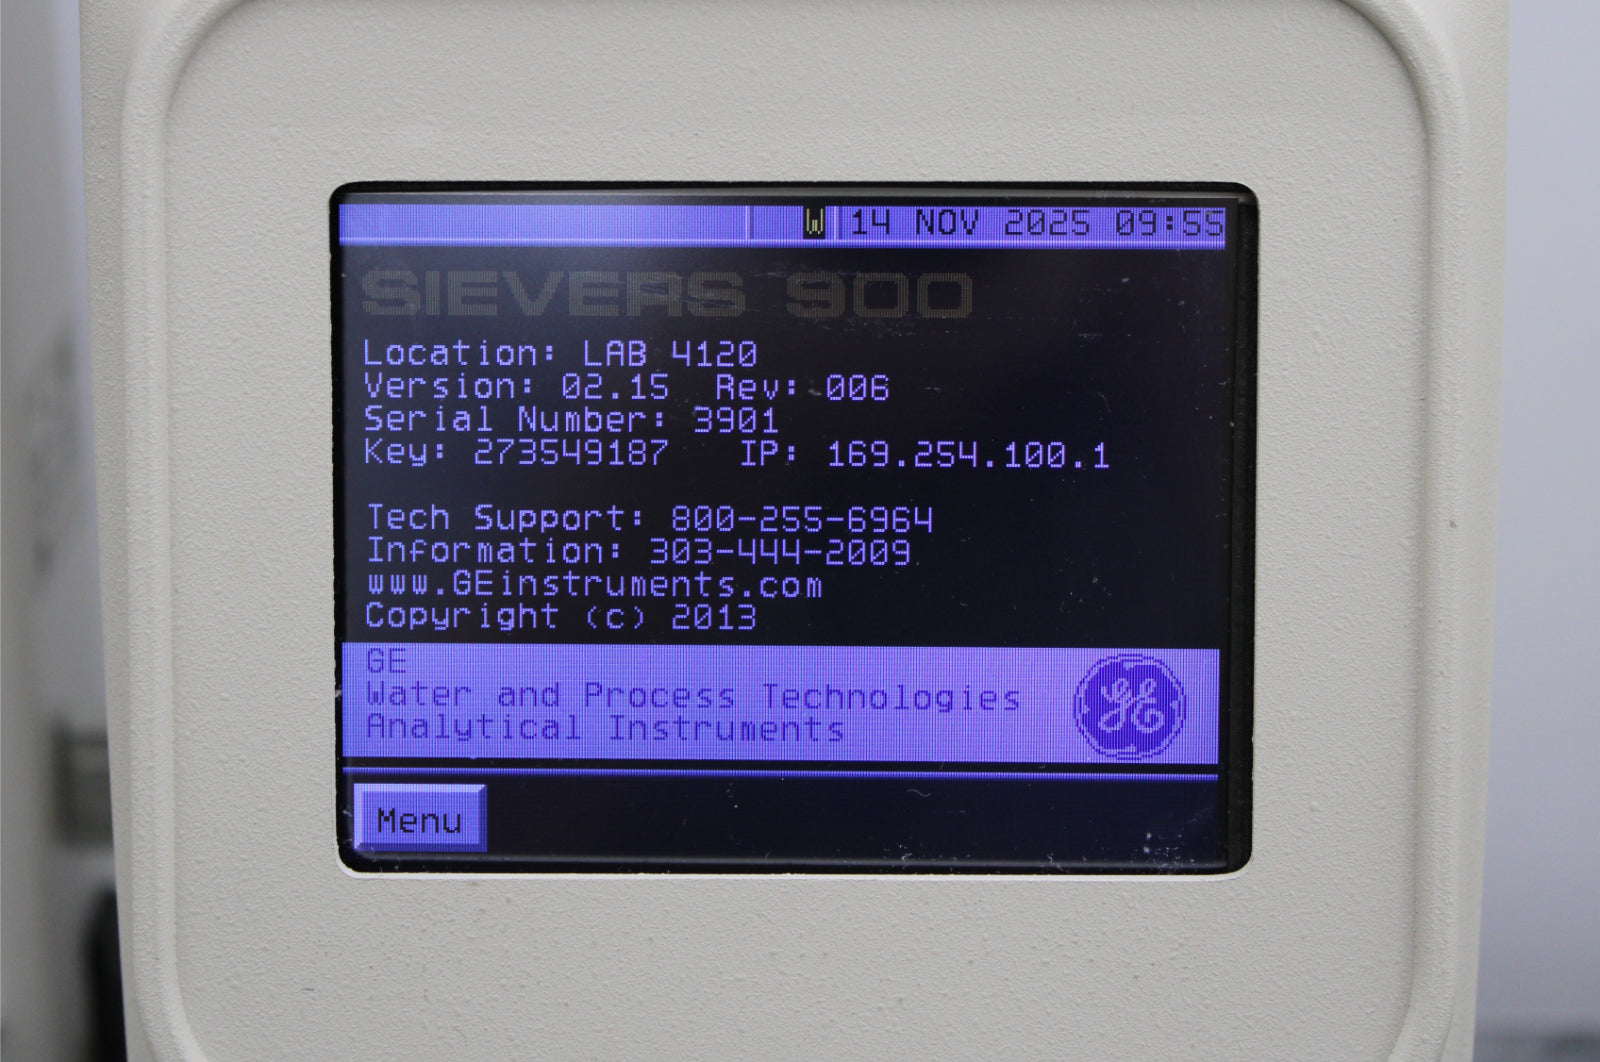 W 14 NOV 2025 09:55
SIEVERS 900
Location: LAB 4120
Version: 02.15 Rev: 006
Serial Number: 3901
Key: 273549187 IP: 169.254.100.1
Tech Support: 800-255-6964
Information: 303-444-2009
www.GEinstruments.com
Copyright (c) 2013
GE
Water and Process Technologies
Analytical Instruments
GE
Menu